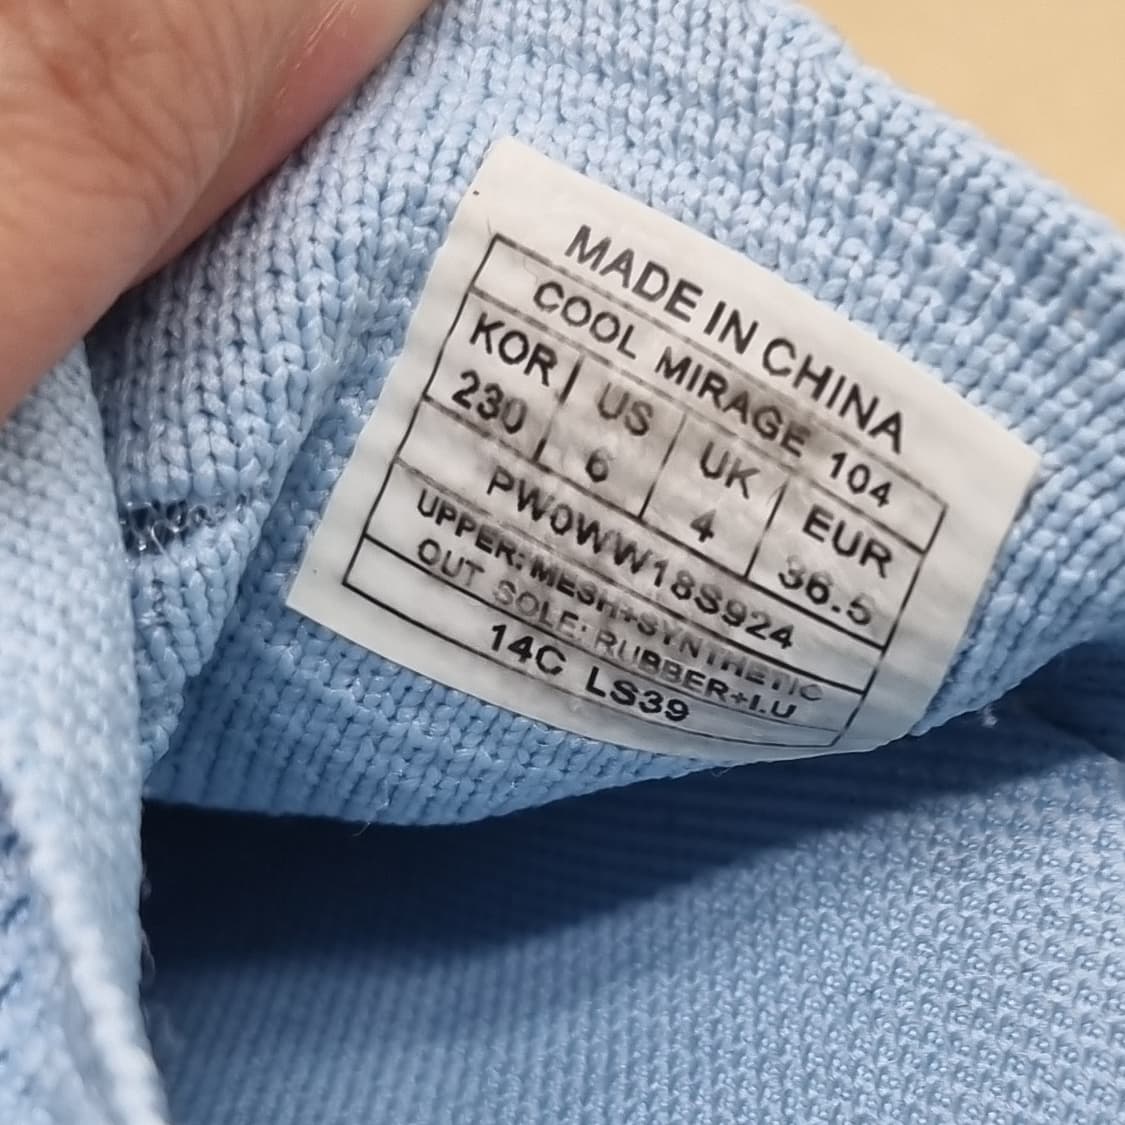 MADE IN CHINA
COOL MIRAGE 104
KOR US UK EUR
230 6 4 36.5
PW0WW18S924
UPPER: MESH+SYNTHETIC
OUT SOLE: RUBBER+I.U
14C LS39